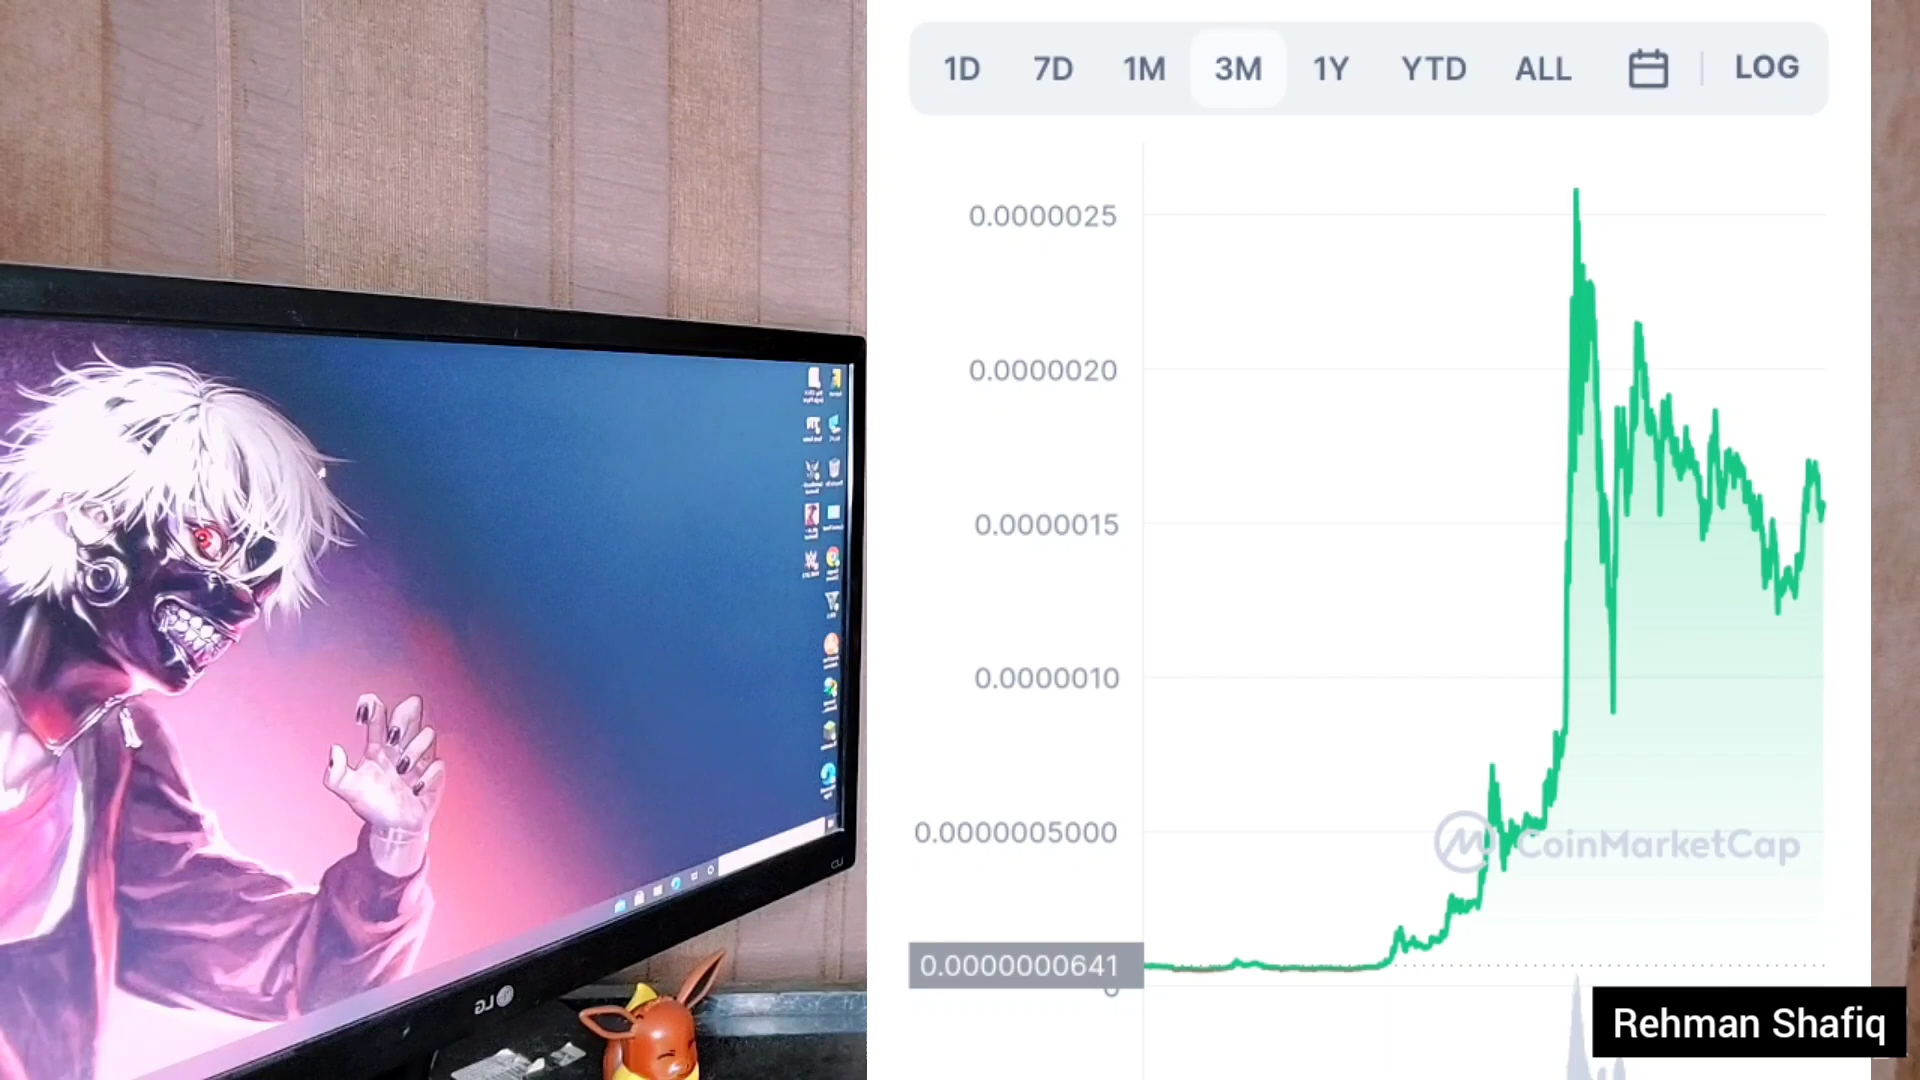 1D 7D 1M 3M 1Y YTD ALL LOG
0.0000025
0.0000020
0.0000015
0.0000010
0.0000005000
0.0000000641
0
CoinMarketCap
LG
Rehman Shafiq